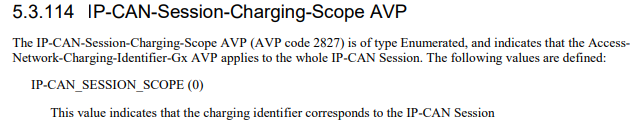 5.3.114 IP-CAN-Session-Charging-Scope AVP
The IP-CAN-Session-Charging-Scope AVP (AVP code 2827) is of type Enumerated, and indicates that the Access-
Network-Charging-Identifier-Gx AVP applies to the whole IP-CAN Session. The following values are defined:
IP-CAN_SESSION_SCOPE (0)
This value indicates that the charging identifier corresponds to the IP-CAN Session